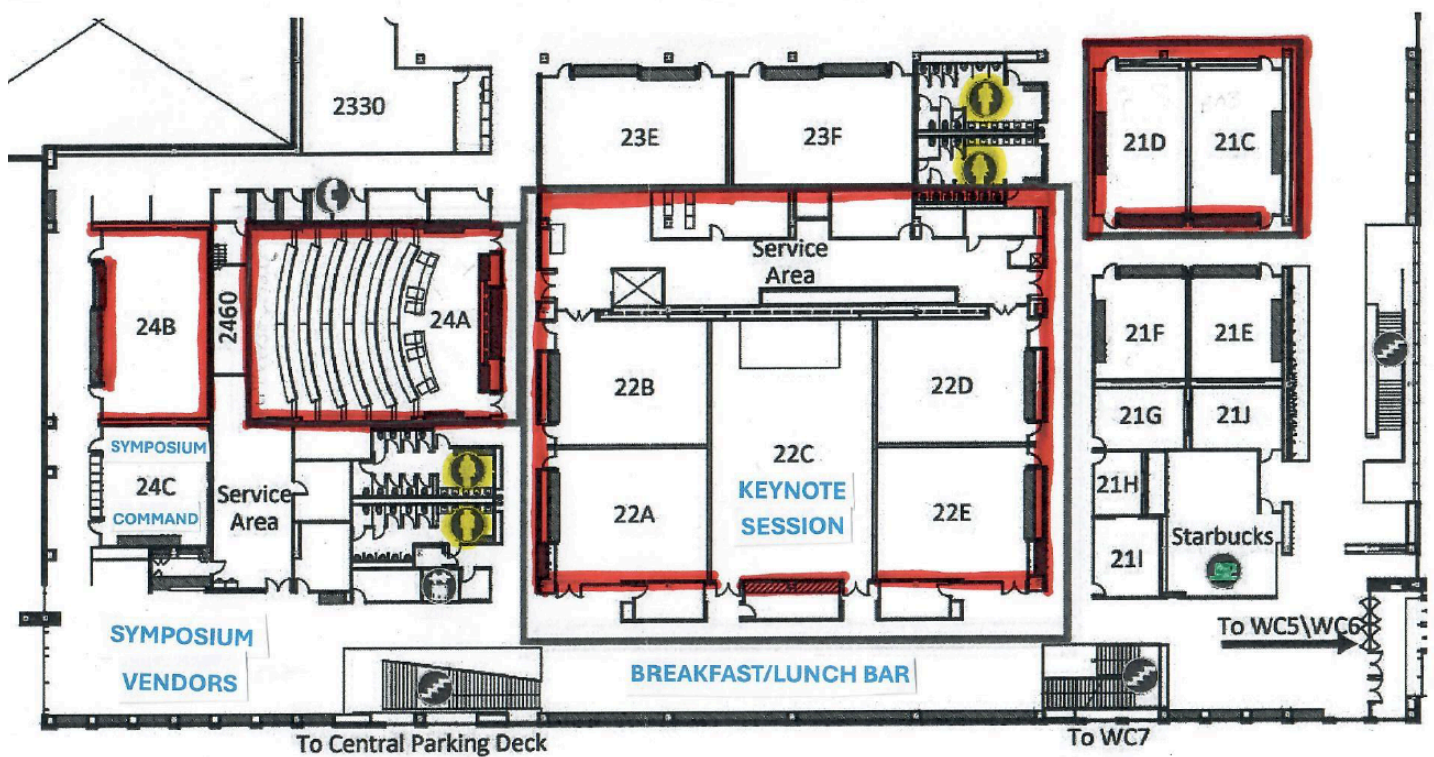 2330
23E
23F
21D
21C
24B
2460
24A
Service
Area
22B
22D
21F
21E
21G
21J
SYMPOSIUM
24C
COMMAND
Service
Area
22A
22C
KEYNOTE
SESSION
22E
21H
21I
Starbucks
To WC5\WC6
SYMPOSIUM
VENDORS
BREAKFAST/LUNCH BAR
To Central Parking Deck
To WC7